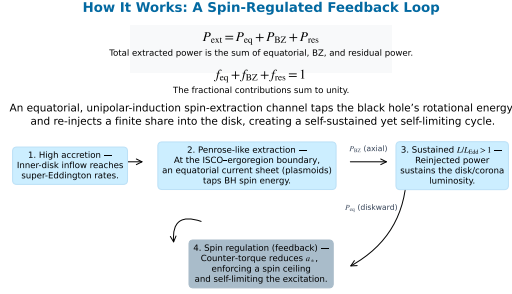 How It Works: A Spin-Regulated Feedback Loop
P_ext = P_eq + P_BZ + P_res
Total extracted power is the sum of equatorial, BZ, and residual power.
f_eq + f_BZ + f_res = 1
The fractional contributions sum to unity.
An equatorial, unipolar-induction spin-extraction channel taps the black hole's rotational energy
and re-injects a finite share into the disk, creating a self-sustained yet self-limiting cycle.
1. High accretion —
Inner-disk inflow reaches
super-Eddington rates.
2. Penrose-like extraction —
At the ISCO–ergoregion boundary,
an equatorial current sheet (plasmoids)
taps BH spin energy.
P_BZ (axial)
3. Sustained L/L_Edd > 1 —
Reinjected power
sustains the disk/corona
luminosity.
P_eq (diskward)
4. Spin regulation (feedback) —
Counter-torque reduces a_*,
enforcing a spin ceiling
and self-limiting the excitation.